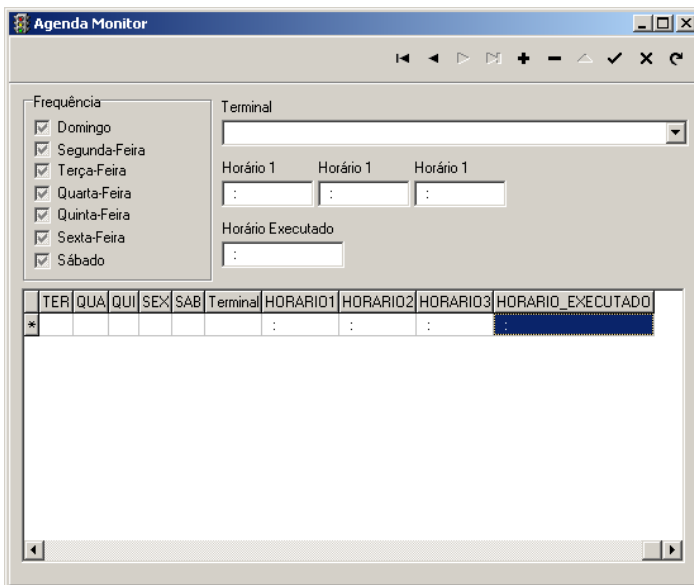 Agenda Monitor
Frequência
Domingo
Segunda-Feira
Terça-Feira
Quarta-Feira
Quinta-Feira
Sexta-Feira
Sábado
Terminal
Horário 1 Horário 1 Horário 1
: : :
Horário Executado
:
TER QUA QUI SEX SAB Terminal HORARIO1 HORARIO2 HORARIO3 HORARIO_EXECUTADO
* : : : :